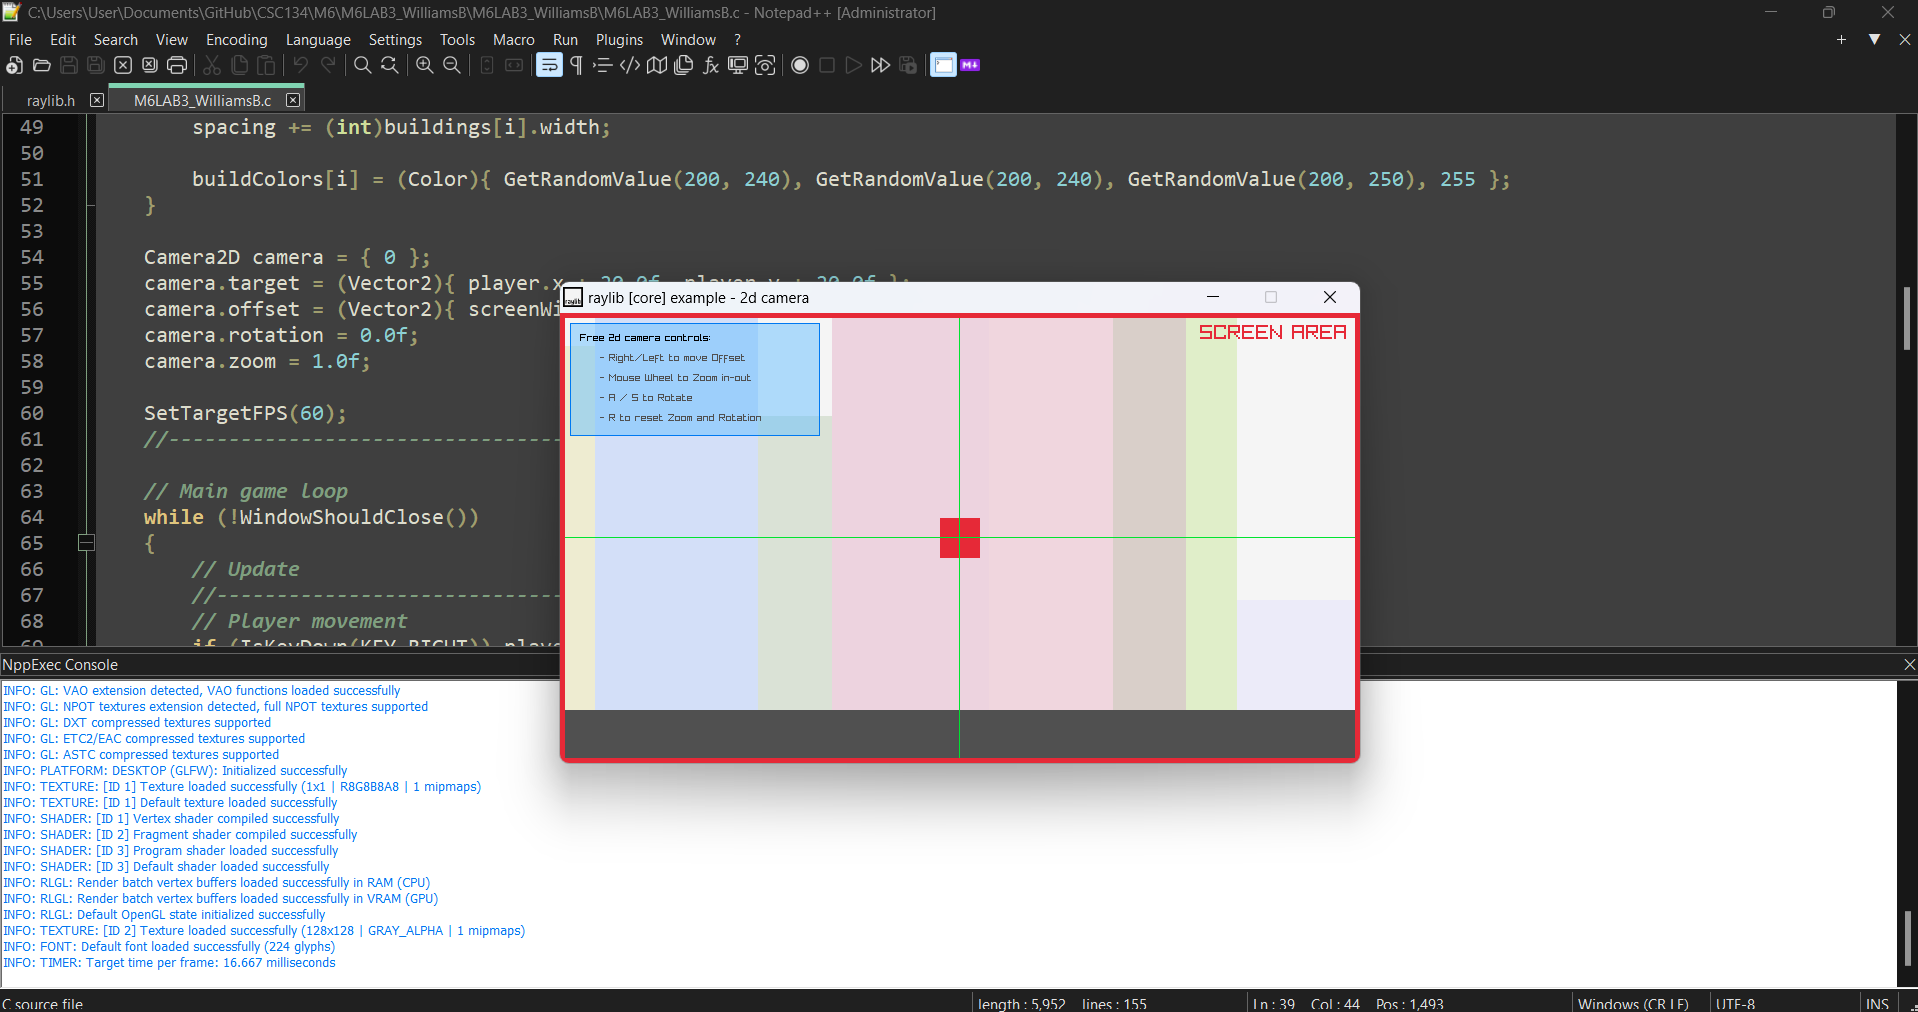 C:\Users\User\Documents\GitHub\CSC134\M6\M6LAB3_WilliamsB\M6LAB3_WilliamsB\M6LAB3_WilliamsB.c - Notepad++ [Administrator]
File Edit Search View Encoding Language Settings Tools Macro Run Plugins Window ?
raylib.h M6LAB3_WilliamsB.c
49 spacing += (int)buildings[i].width;
50
51 buildColors[i] = (Color){ GetRandomValue(200, 240), GetRandomValue(200, 240), GetRandomValue(200, 250), 255 };
52 }
53
54 Camera2D camera = { 0 };
55 camera.target = (Vector2){ player.x + 20.0f, player.y + 20.0f };
56 camera.offset = (Vector2){ screenWi
57 camera.rotation = 0.0f;
58 camera.zoom = 1.0f;
59
60 SetTargetFPS(60);
61 //---------------------------------
62
63 // Main game loop
64 while (!WindowShouldClose())
65 {
66 // Update
67 //-----------------------------
68 // Player movement
69 if (IsKeyDown(KEY_RIGHT)) playe
raylib [core] example - 2d camera
Free 2d camera controls:
- Right/Left to move Offset
- Mouse Wheel to Zoom in-out
- A / S to Rotate
- R to reset Zoom and Rotation
SCREEN AREA
NppExec Console
INFO: GL: VAO extension detected, VAO functions loaded successfully
INFO: GL: NPOT textures extension detected, full NPOT textures supported
INFO: GL: DXT compressed textures supported
INFO: GL: ETC2/EAC compressed textures supported
INFO: GL: ASTC compressed textures supported
INFO: PLATFORM: DESKTOP (GLFW): Initialized successfully
INFO: TEXTURE: [ID 1] Texture loaded successfully (1x1 | R8G8B8A8 | 1 mipmaps)
INFO: TEXTURE: [ID 1] Default texture loaded successfully
INFO: SHADER: [ID 1] Vertex shader compiled successfully
INFO: SHADER: [ID 2] Fragment shader compiled successfully
INFO: SHADER: [ID 3] Program shader loaded successfully
INFO: SHADER: [ID 3] Default shader loaded successfully
INFO: RLGL: Render batch vertex buffers loaded successfully in RAM (CPU)
INFO: RLGL: Render batch vertex buffers loaded successfully in VRAM (GPU)
INFO: RLGL: Default OpenGL state initialized successfully
INFO: TEXTURE: [ID 2] Texture loaded successfully (128x128 | GRAY_ALPHA | 1 mipmaps)
INFO: FONT: Default font loaded successfully (224 glyphs)
INFO: TIMER: Target time per frame: 16.667 milliseconds
C source file length : 5,952 lines : 155 Ln : 39 Col : 44 Pos : 1,493 Windows (CR LF) UTF-8 INS